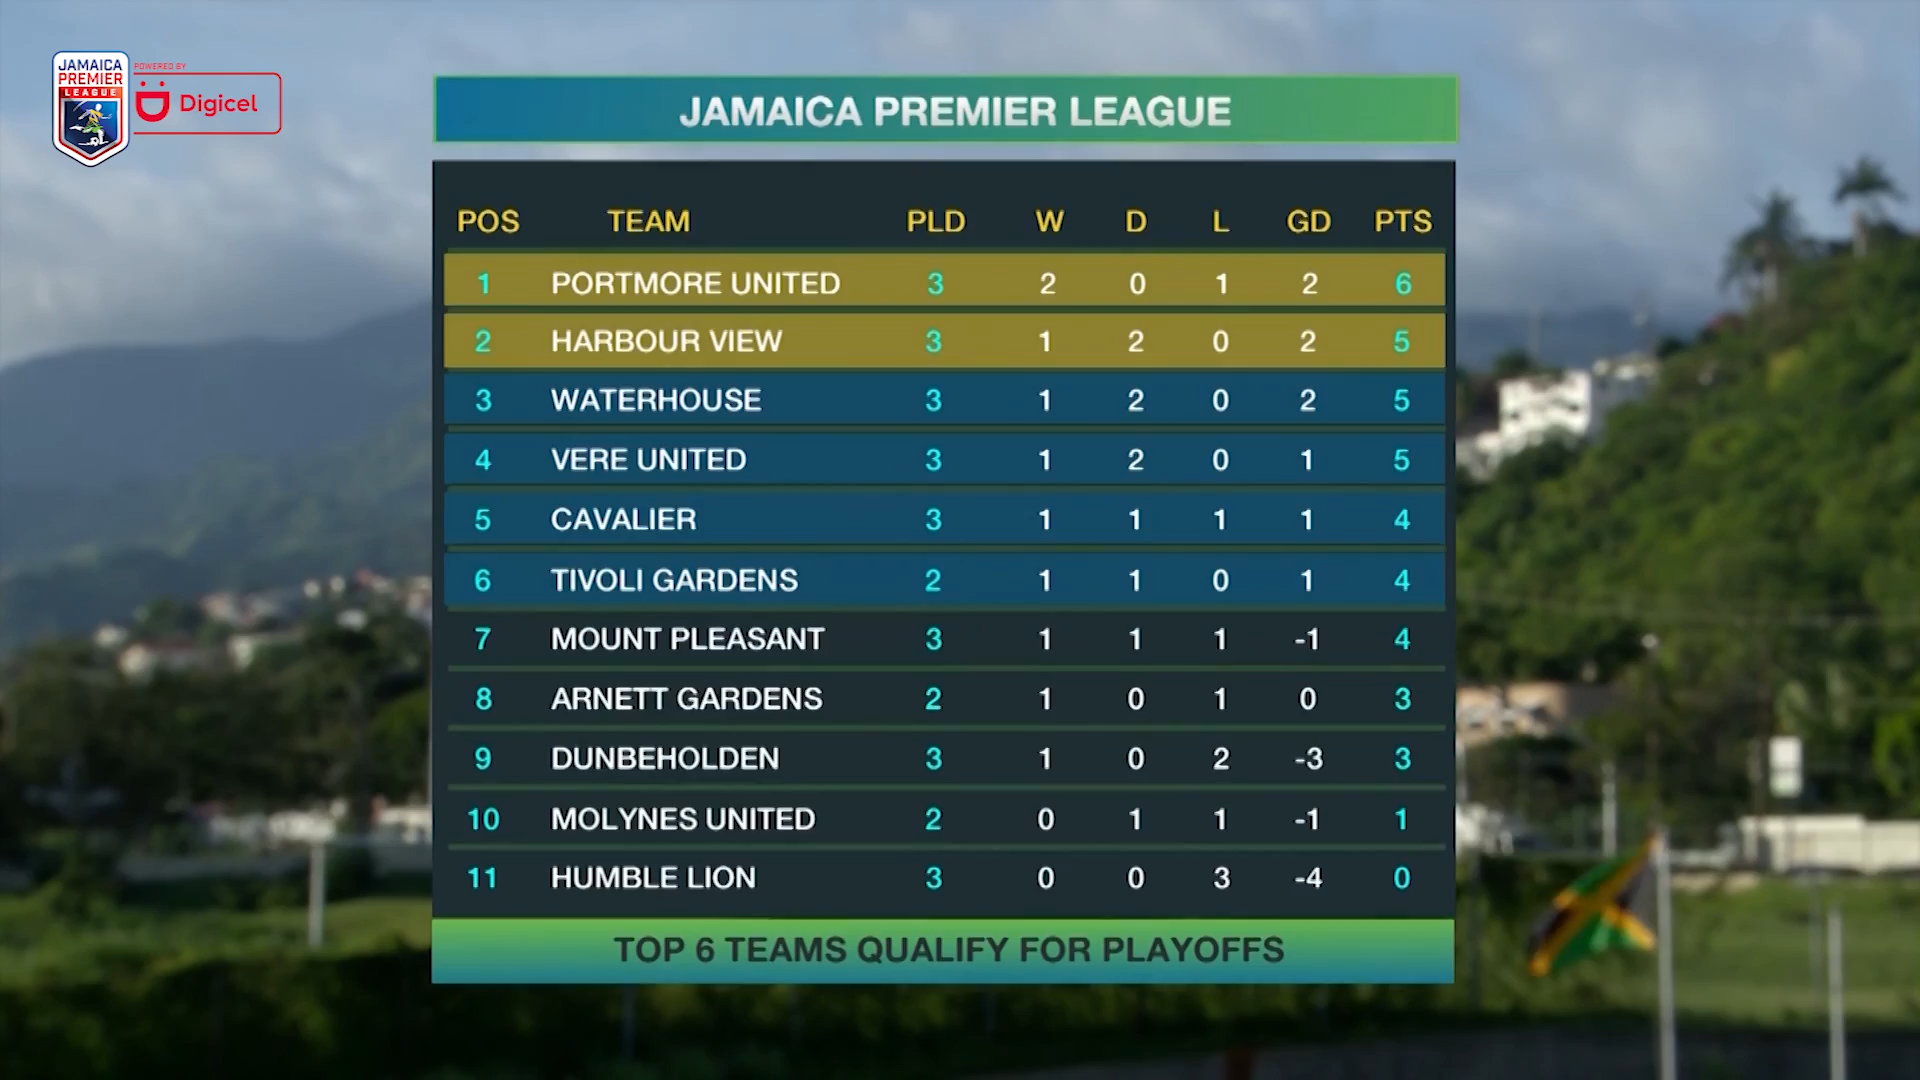 JAMAICA
PREMIER
LEAGUE
POWERED BY
Digicel
JAMAICA PREMIER LEAGUE
POS TEAM PLD W D L GD PTS
1 PORTMORE UNITED 3 2 0 1 2 6
2 HARBOUR VIEW 3 1 2 0 2 5
3 WATERHOUSE 3 1 2 0 2 5
4 VERE UNITED 3 1 2 0 1 5
5 CAVALIER 3 1 1 1 1 4
6 TIVOLI GARDENS 2 1 1 0 1 4
7 MOUNT PLEASANT 3 1 1 1 -1 4
8 ARNETT GARDENS 2 1 0 1 0 3
9 DUNBEHOLDEN 3 1 0 2 -3 3
10 MOLYNES UNITED 2 0 1 1 -1 1
11 HUMBLE LION 3 0 0 3 -4 0
TOP 6 TEAMS QUALIFY FOR PLAYOFFS